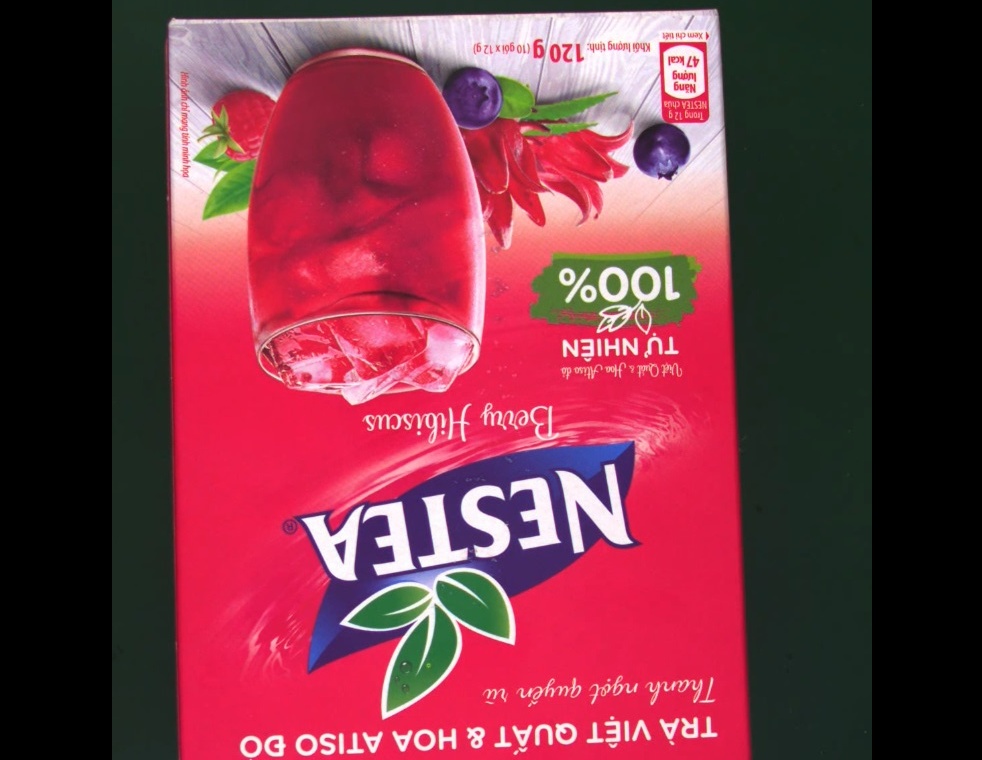 TRÀ VIỆT QUẤT & HOA ATISO ĐỎ
Thanh ngọt quyến rũ
NESTEA®
Berry Hibiscus
Việt Quất & Hoa Atiso đỏ
TỰ NHIÊN
100%
Trong 12 g
NESTEA chứa
Năng
lượng
47 kcal
Xem chi tiết
Khối lượng tịnh: 120 g (10 gói x 12 g)
Hình ảnh chỉ mang tính minh họa